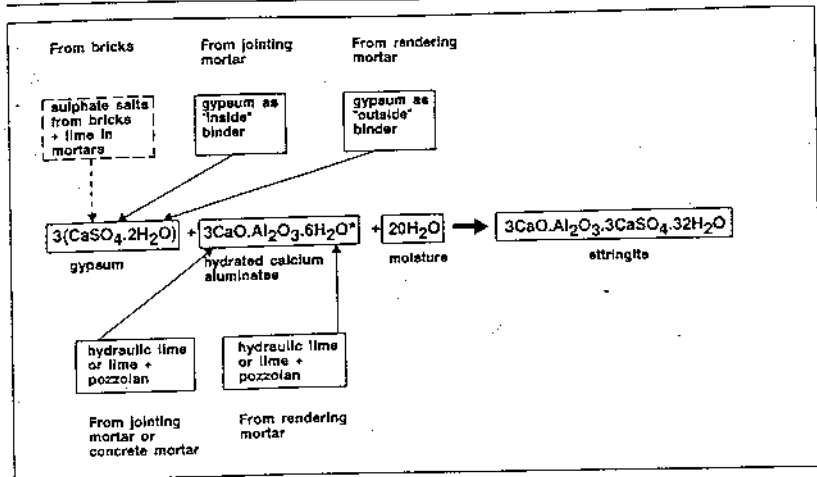 From bricks
From jointing
mortar
From rendering
mortar
sulphate salts
from bricks
+ lime in
mortars
gypsum as
"inside"
binder
gypsum as
"outside"
binder
3(CaSO₄.2H₂O) + 3CaO.Al₂O₃.6H₂O* + 20H₂O → 3CaO.Al₂O₃.3CaSO₄.32H₂O
gypsum
hydrated calcium
aluminates
moisture
ettringite
hydraulic lime
or lime +
pozzolan
hydraulic lime
or lime +
pozzolan
From jointing
mortar or
concrete mortar
From rendering
mortar